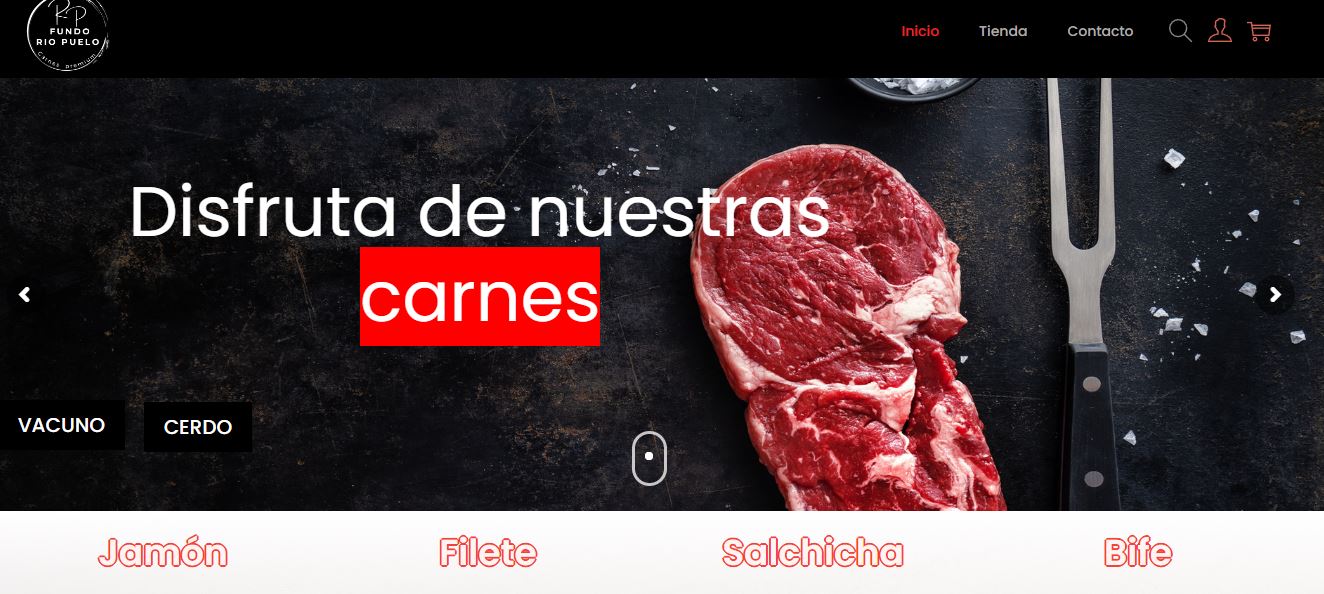 RP
FUNDO
RIO PUELO
Carnes premium
Inicio
Tienda
Contacto
Disfruta de nuestras
carnes
VACUNO
CERDO
Jamón
Filete
Salchicha
Bife